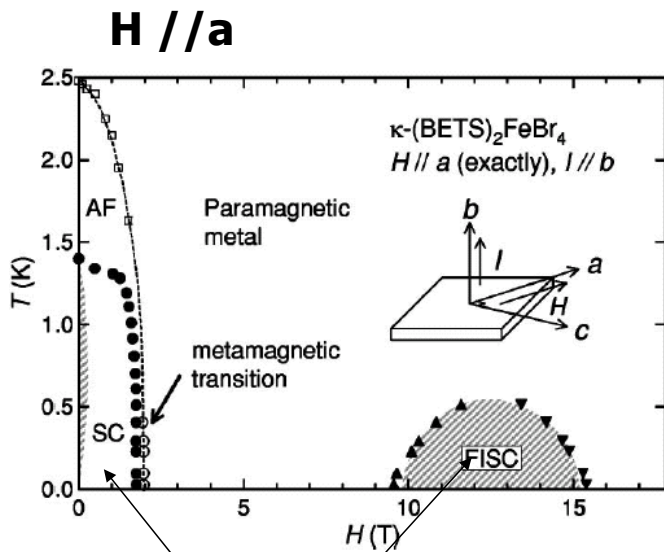 H //a
2.5
2.0
1.5
1.0
0.5
0.0
T (K)
κ-(BETS)₂FeBr₄
H // a (exactly), I // b
AF
Paramagnetic
metal
b
I
a
H
c
metamagnetic
transition
SC
FISC
0
5
10
15
H (T)